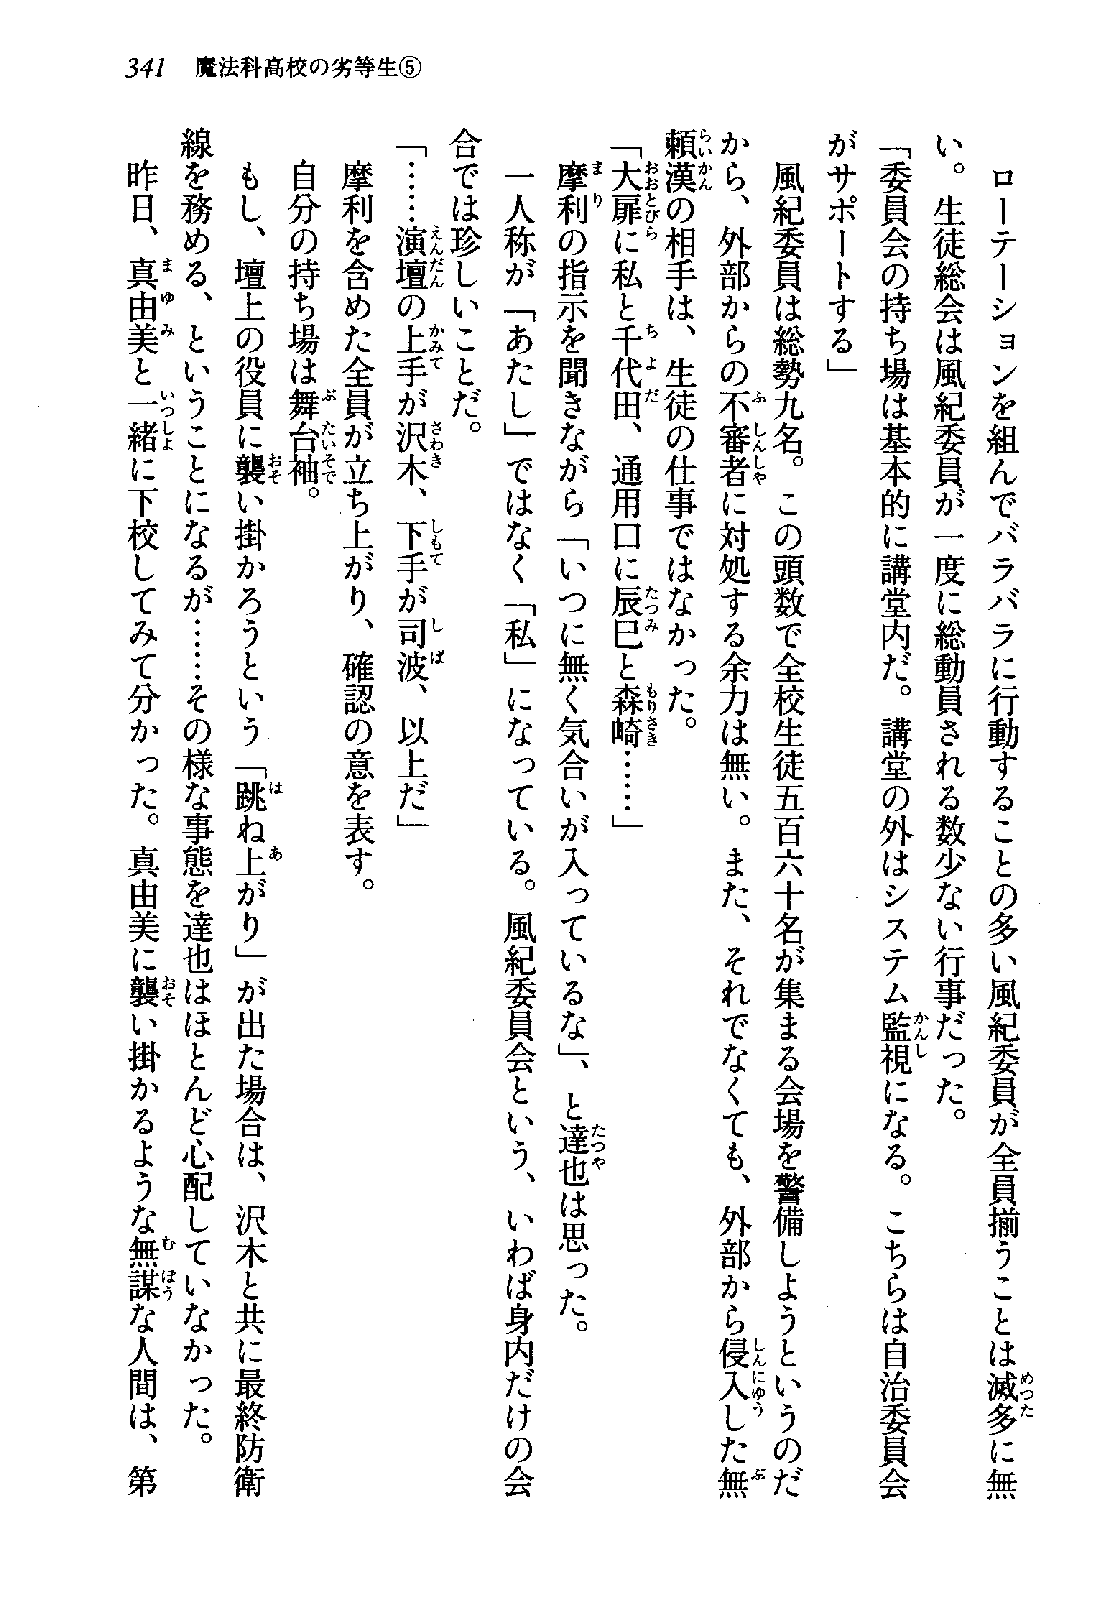 341 魔法科高校の劣等生⑤
　ローテーションを組んでバラバラに行動することの多い風紀委員が全員揃うことは滅多に無
い。生徒総会は風紀委員が一度に総動員される数少ない行事だった。
「委員会の持ち場は基本的に講堂内だ。講堂の外はシステム監視になる。こちらは自治委員会
がサポートする」
　風紀委員は総勢九名。この頭数で全校生徒五百六十名が集まる会場を警備しようというのだ
から、外部からの不審者に対処する余力は無い。また、それでなくても、外部から侵入した無
頼漢の相手は、生徒の仕事ではなかった。
「大扉に私と千代田、通用口に辰巳と森崎……」
　摩利の指示を聞きながら「いつに無く気合いが入っているな」、と達也は思った。
　一人称が「あたし」ではなく「私」になっている。風紀委員会という、いわば身内だけの会
合では珍しいことだ。
「……演壇の上手が沢木、下手が司波、以上だ」
　摩利を含めた全員が立ち上がり、確認の意を表す。
　自分の持ち場は舞台袖。
　もし、壇上の役員に襲い掛かろうという「跳ね上がり」が出た場合は、沢木と共に最終防衛
線を務める、ということになるが……その様な事態を達也はほとんど心配していなかった。
　昨日、真由美と一緒に下校してみて分かった。真由美に襲い掛かるような無謀な人間は、第